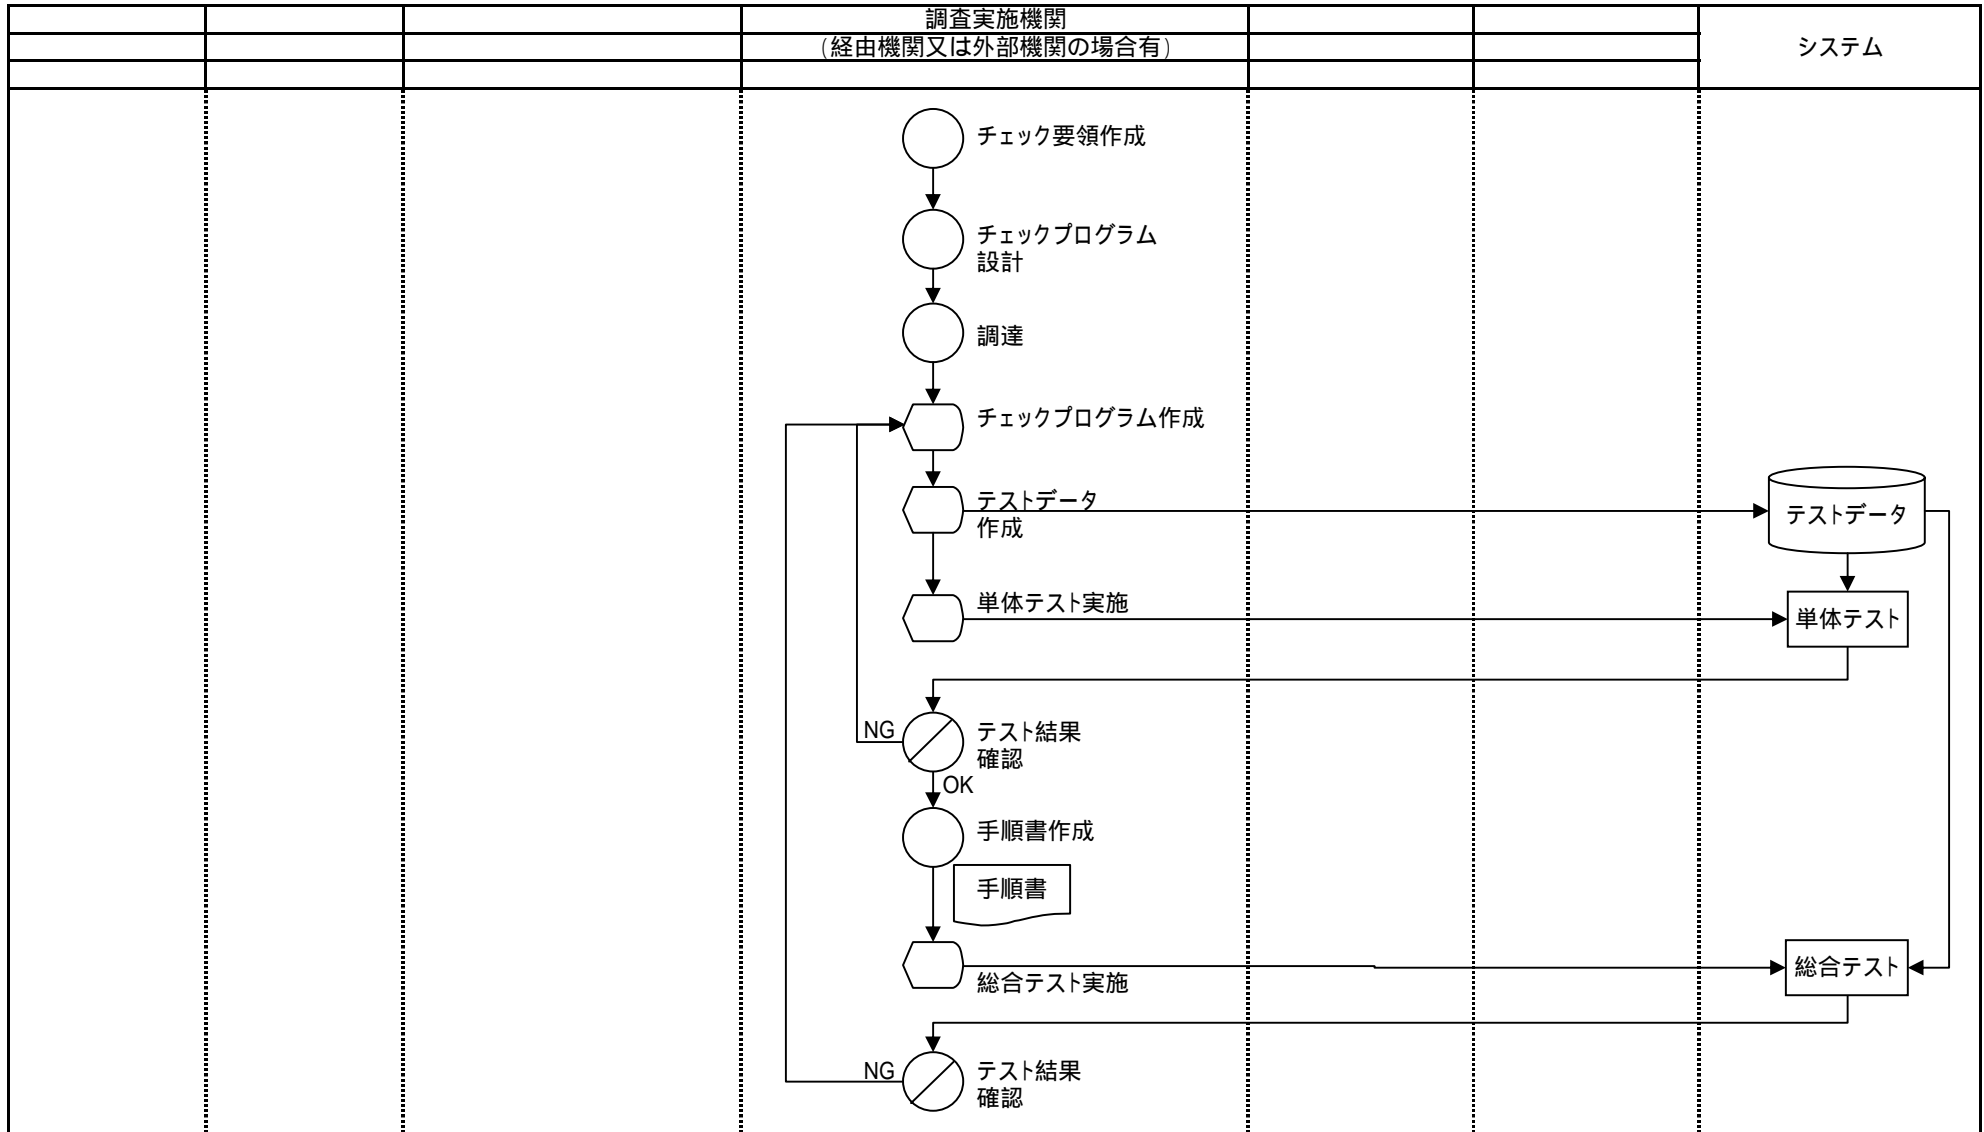 調査実施機関
(経由機関又は外部機関の場合有)
システム
チェック要領作成
チェックプログラム
設計
調達
チェックプログラム作成
テストデータ
作成
テストデータ
単体テスト実施
単体テスト
NG
テスト結果
確認
OK
手順書作成
手順書
総合テスト
総合テスト実施
NG
テスト結果
確認